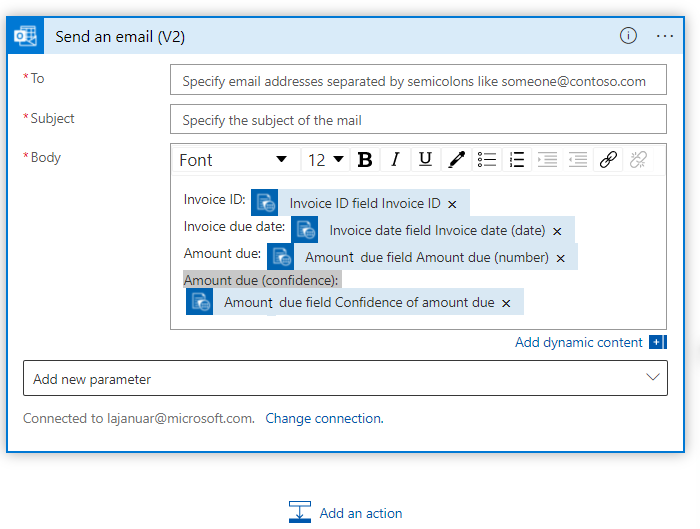 Send an email (V2)
* To
Specify email addresses separated by semicolons like someone@contoso.com
* Subject
Specify the subject of the mail
* Body
Font 12 B I U
Invoice ID: Invoice ID field Invoice ID ×
Invoice due date: Invoice date field Invoice date (date) ×
Amount due: Amount due field Amount due (number) ×
Amount due (confidence):
Amount due field Confidence of amount due ×
Add dynamic content
Add new parameter
Connected to lajanuar@microsoft.com. Change connection.
Add an action